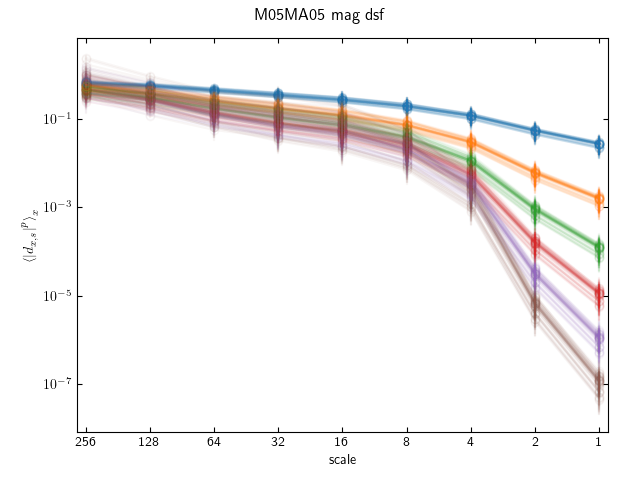 M05MA05 mag dsf
⟨|d_{x,s}|^p⟩_x
10^{-1}
10^{-3}
10^{-5}
10^{-7}
256 128 64 32 16 8 4 2 1
scale